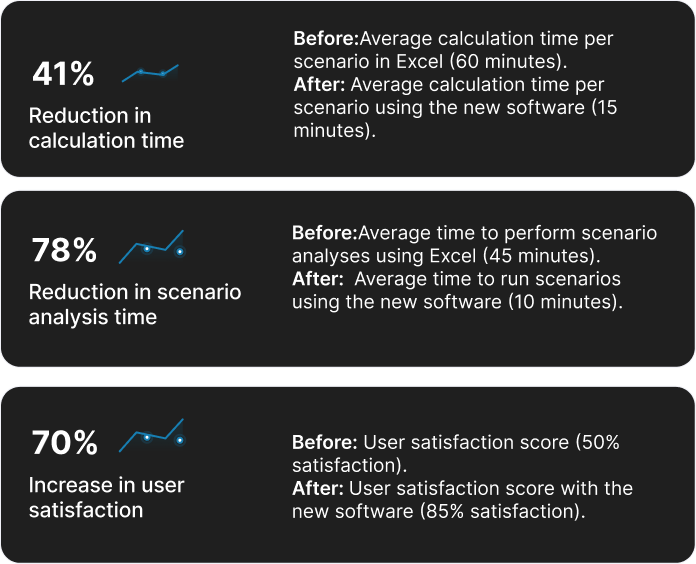 41%
Reduction in
calculation time
Before:Average calculation time per
scenario in Excel (60 minutes).
After: Average calculation time per
scenario using the new software (15
minutes).
78%
Reduction in scenario
analysis time
Before:Average time to perform scenario
analyses using Excel (45 minutes).
After:  Average time to run scenarios
using the new software (10 minutes).
70%
Increase in user
satisfaction
Before: User satisfaction score (50%
satisfaction).
After: User satisfaction score with the
new software (85% satisfaction).